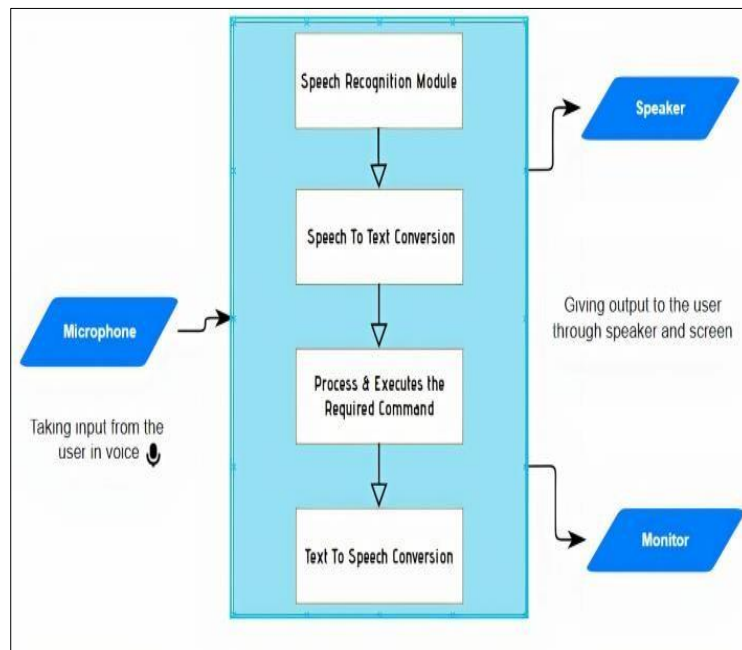 Speech Recognition Module
Speaker
Speech To Text Conversion
Microphone
Giving output to the user
through speaker and screen
Process & Executes the
Required Command
Taking input from the
user in voice
Text To Speech Conversion
Monitor